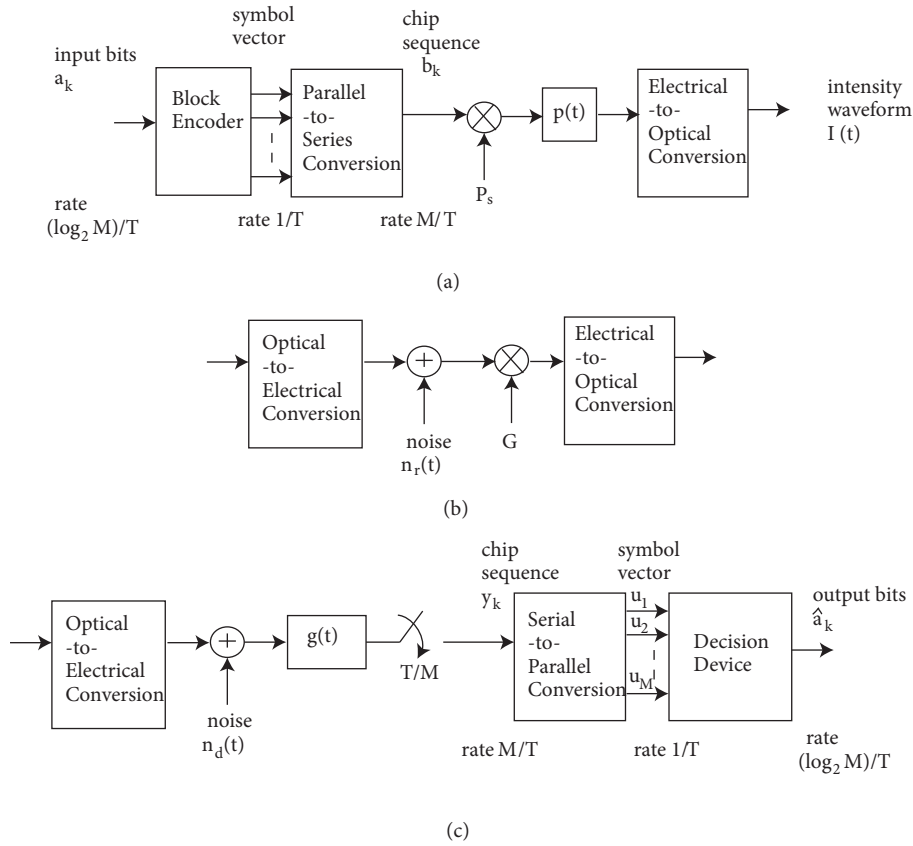 symbol
vector
chip
sequence
b_k
input bits
a_k
Block
Encoder
Parallel
-to-
Series
Conversion
p(t)
Electrical
-to-
Optical
Conversion
intensity
waveform
I (t)
P_s
rate
(log_2 M)/T
rate 1/T
rate M/T
(a)
Optical
-to-
Electrical
Conversion
+
Electrical
-to-
Optical
Conversion
noise
n_r(t)
G
(b)
chip
sequence
y_k
symbol
vector
Optical
-to-
Electrical
Conversion
+
g(t)
T/M
Serial
-to-
Parallel
Conversion
u_1
u_2
u_M
Decision
Device
output bits
â_k
noise
n_d(t)
rate M/T
rate 1/T
rate
(log_2 M)/T
(c)